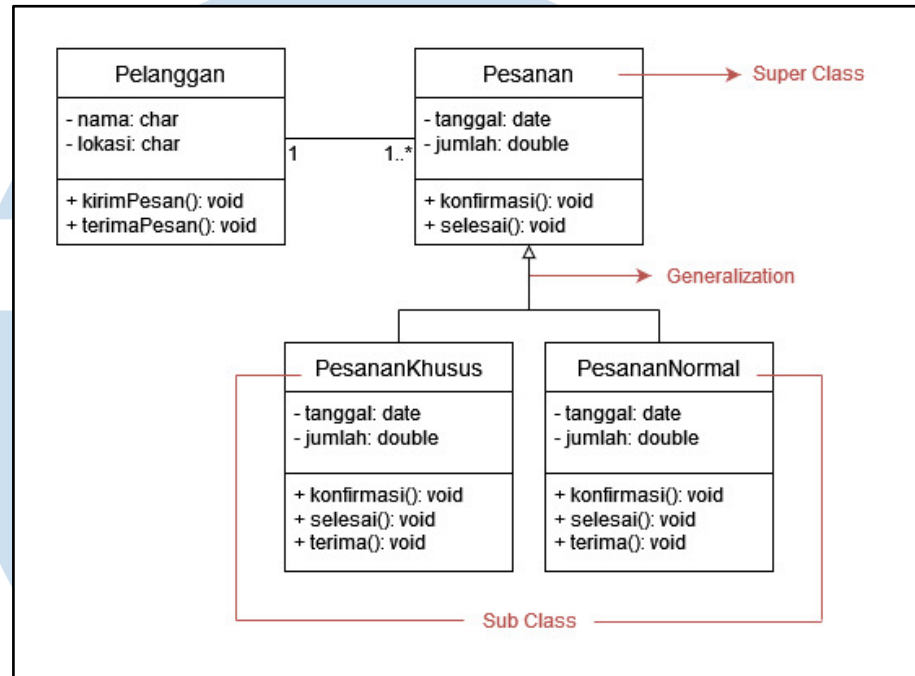 Pelanggan
- nama: char
- lokasi: char
+ kirimPesan(): void
+ terimaPesan(): void
1
1..*
Pesanan
- tanggal: date
- jumlah: double
+ konfirmasi(): void
+ selesai(): void
Super Class
Generalization
PesananKhusus
- tanggal: date
- jumlah: double
+ konfirmasi(): void
+ selesai(): void
+ terima(): void
PesananNormal
- tanggal: date
- jumlah: double
+ konfirmasi(): void
+ selesai(): void
+ terima(): void
Sub Class